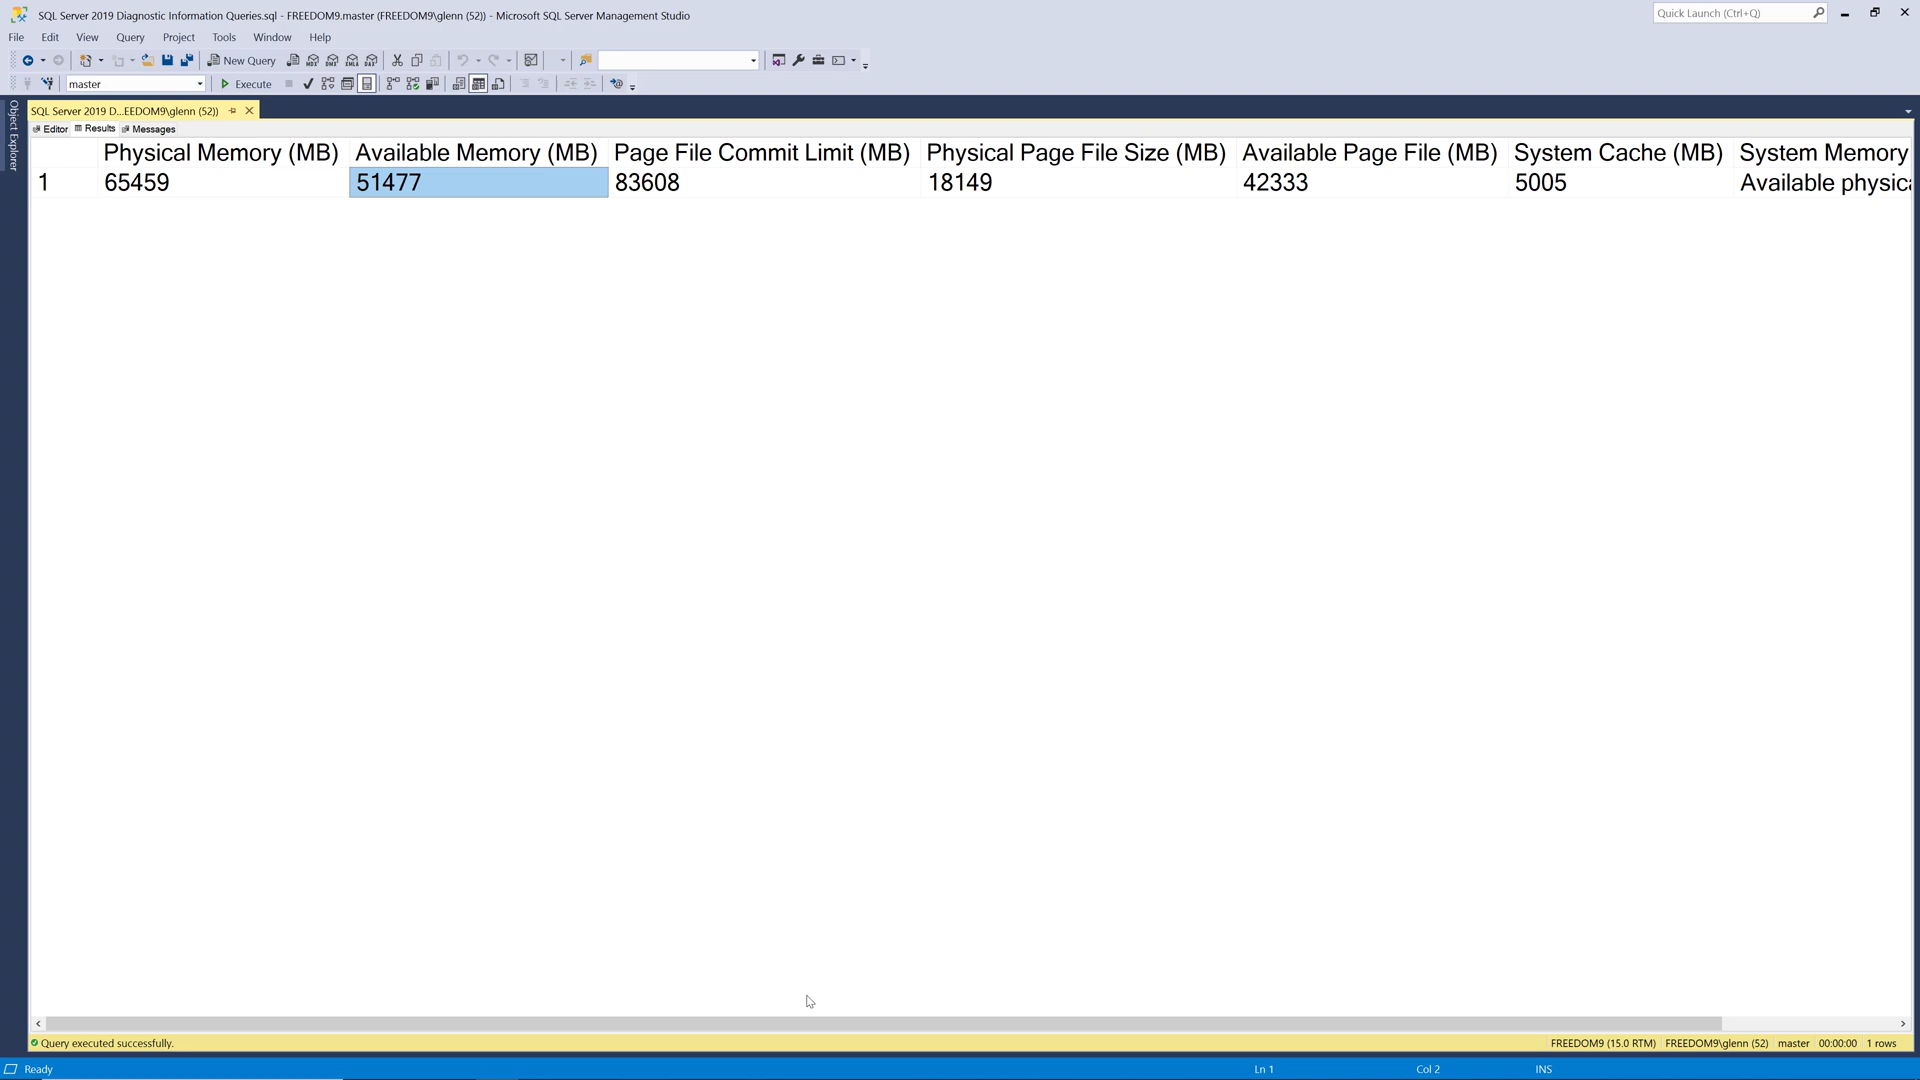 SQL Server 2019 Diagnostic Information Queries.sql - FREEDOM9.master (FREEDOM9\glenn (52)) - Microsoft SQL Server Management Studio
Quick Launch (Ctrl+Q)
File Edit View Query Project Tools Window Help
New Query
MDX DMX XMLA DAX
master Execute
Object Explorer
SQL Server 2019 D...EEDOM9\glenn (52))
Editor Results Messages
Physical Memory (MB) Available Memory (MB) Page File Commit Limit (MB) Physical Page File Size (MB) Available Page File (MB) System Cache (MB) System Memory
1 65459 51477 83608 18149 42333 5005 Available physica
Query executed successfully. FREEDOM9 (15.0 RTM) FREEDOM9\glenn (52) master 00:00:00 1 rows
Ready Ln 1 Col 2 INS